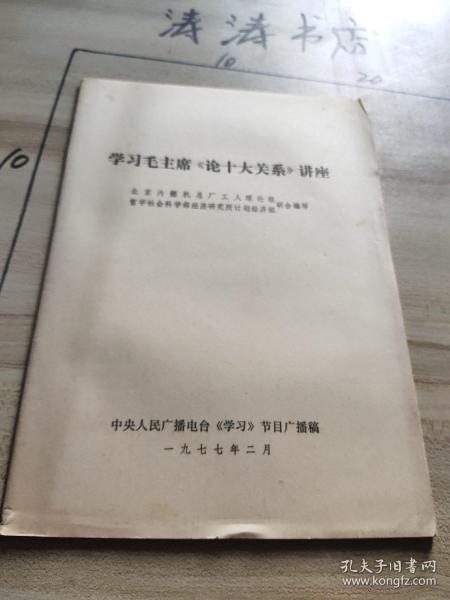 涛涛书店
10
20
10
学习毛主席《论十大关系》讲座
北京内燃机总厂工人理论组
哲学社会科学部经济研究所计划经济组 联合编写
中央人民广播电台《学习》节目广播稿
一九七七年二月
孔夫子旧书网
www.kongfz.com